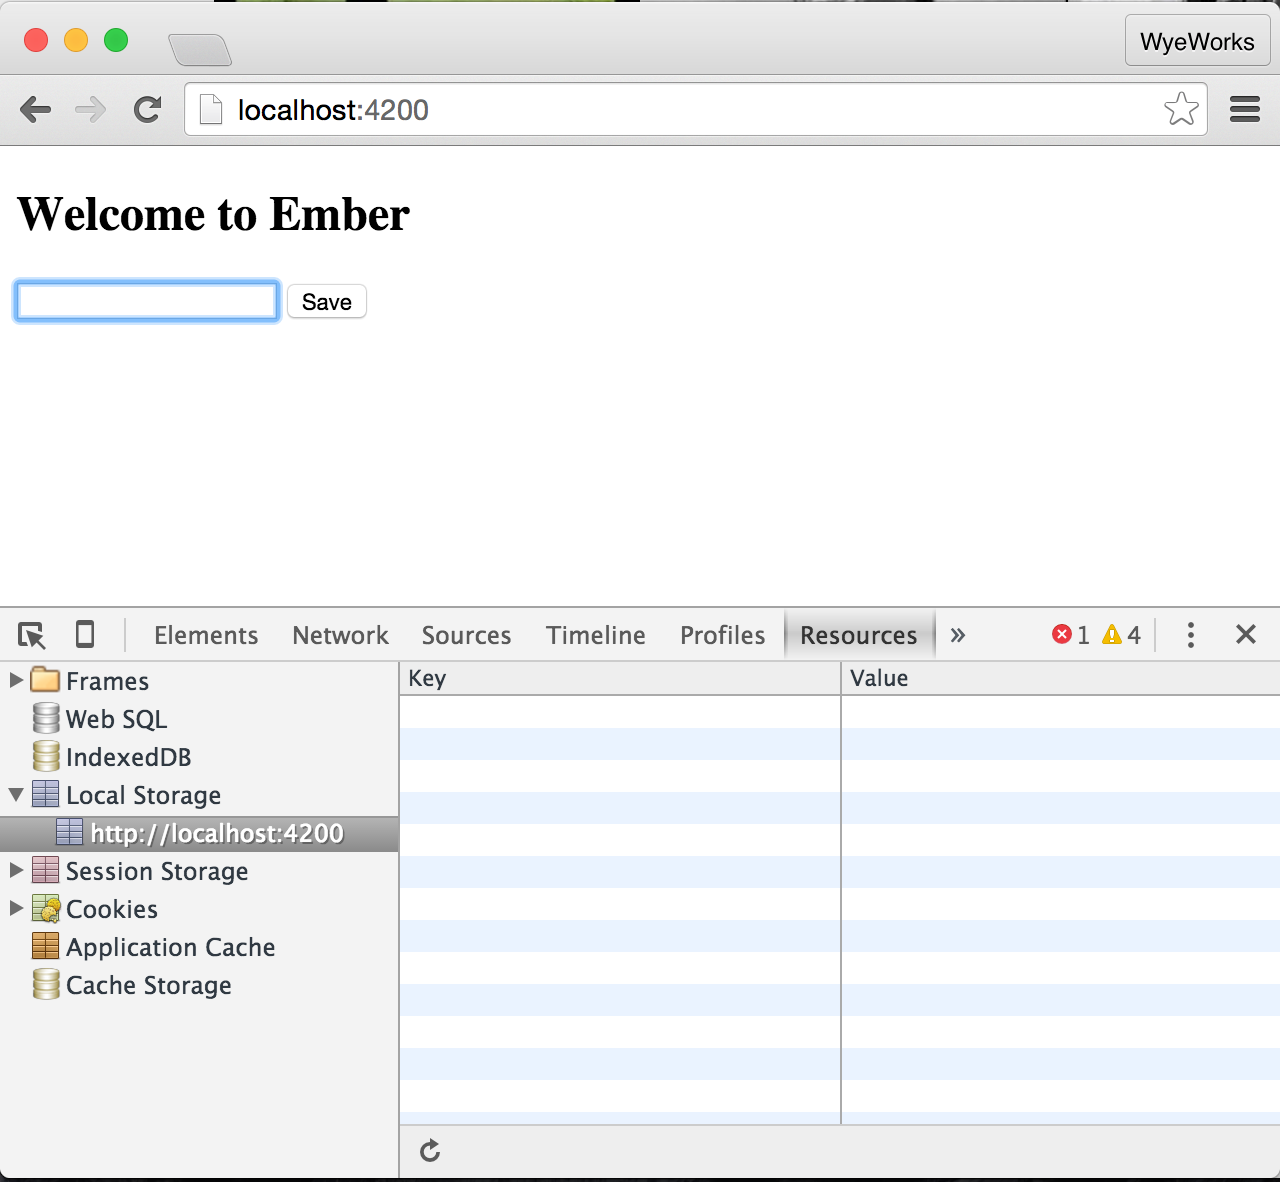 WyeWorks
localhost:4200
Welcome to Ember
Save
Elements Network Sources Timeline Profiles Resources » 1 4
Frames
Web SQL
IndexedDB
Local Storage
http://localhost:4200
Session Storage
Cookies
Application Cache
Cache Storage
Key Value